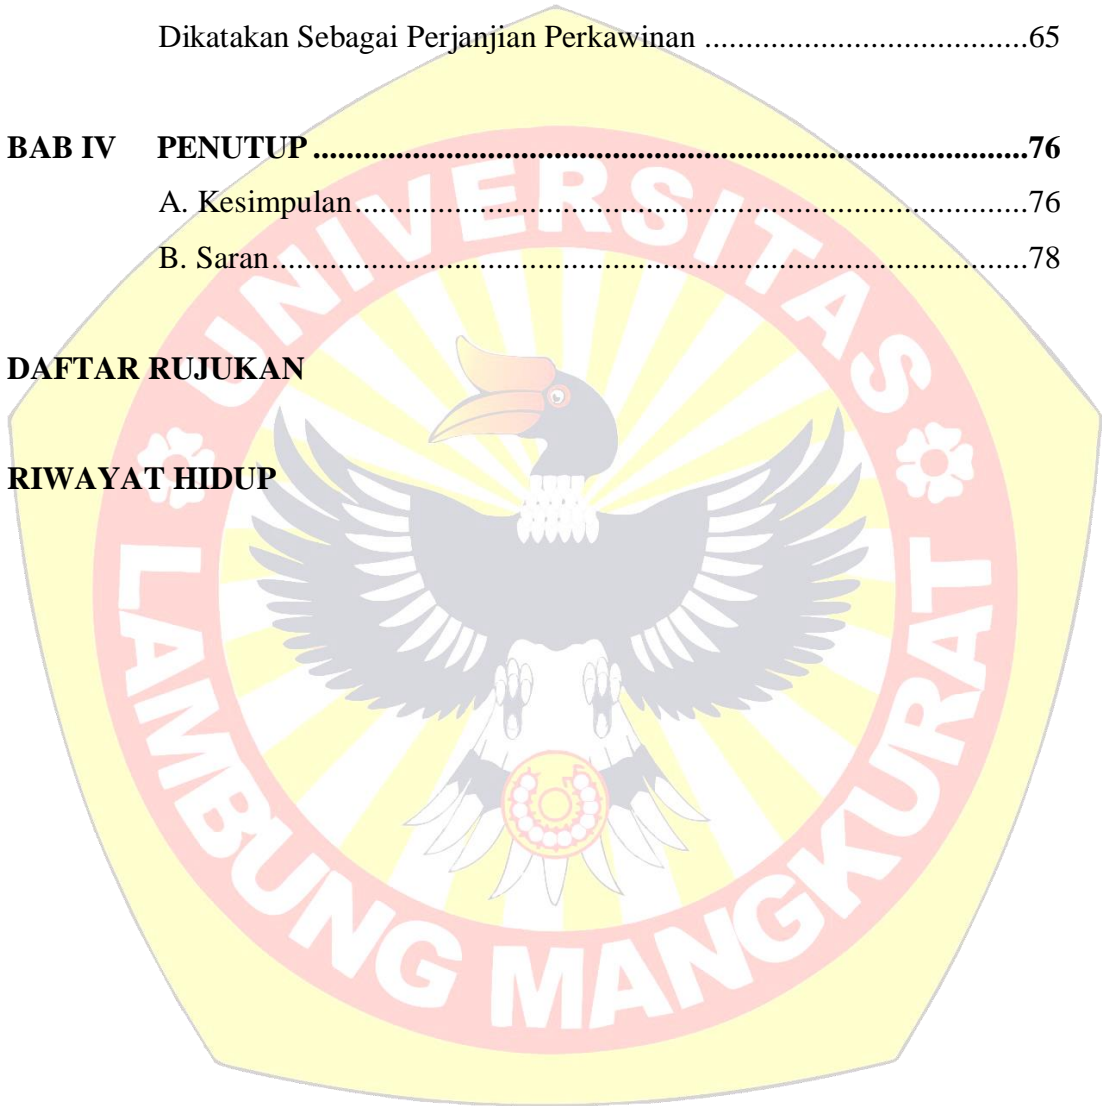 Dikatakan Sebagai Perjanjian Perkawinan .......................................65
BAB IV PENUTUP .......................................................................................76
A. Kesimpulan..................................................................................76
B. Saran............................................................................................78
DAFTAR RUJUKAN
RIWAYAT HIDUP
UNIVERSITAS
LAMBUNG MANGKURAT